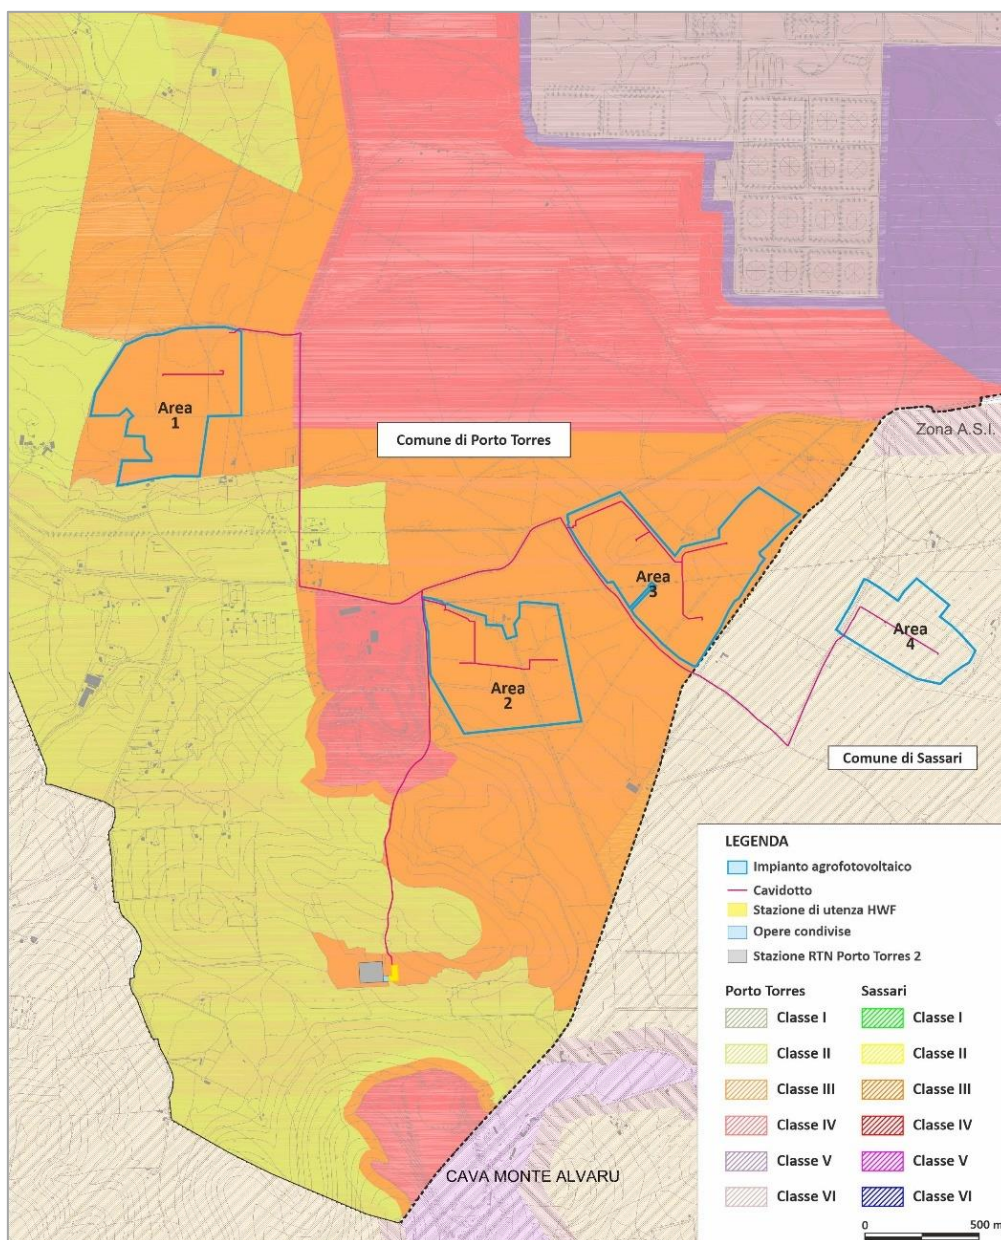 Zona A.S.I.
Area
1
Comune di Porto Torres
Area
3
Area
4
Area
2
Comune di Sassari
LEGENDA
Impianto agrofotovoltaico
Cavidotto
Stazione di utenza HWF
Opere condivise
Stazione RTN Porto Torres 2
Porto Torres Sassari
Classe I Classe I
Classe II Classe II
Classe III Classe III
Classe IV Classe IV
Classe V Classe V
Classe VI Classe VI
CAVA MONTE ALVARU
0 500 m